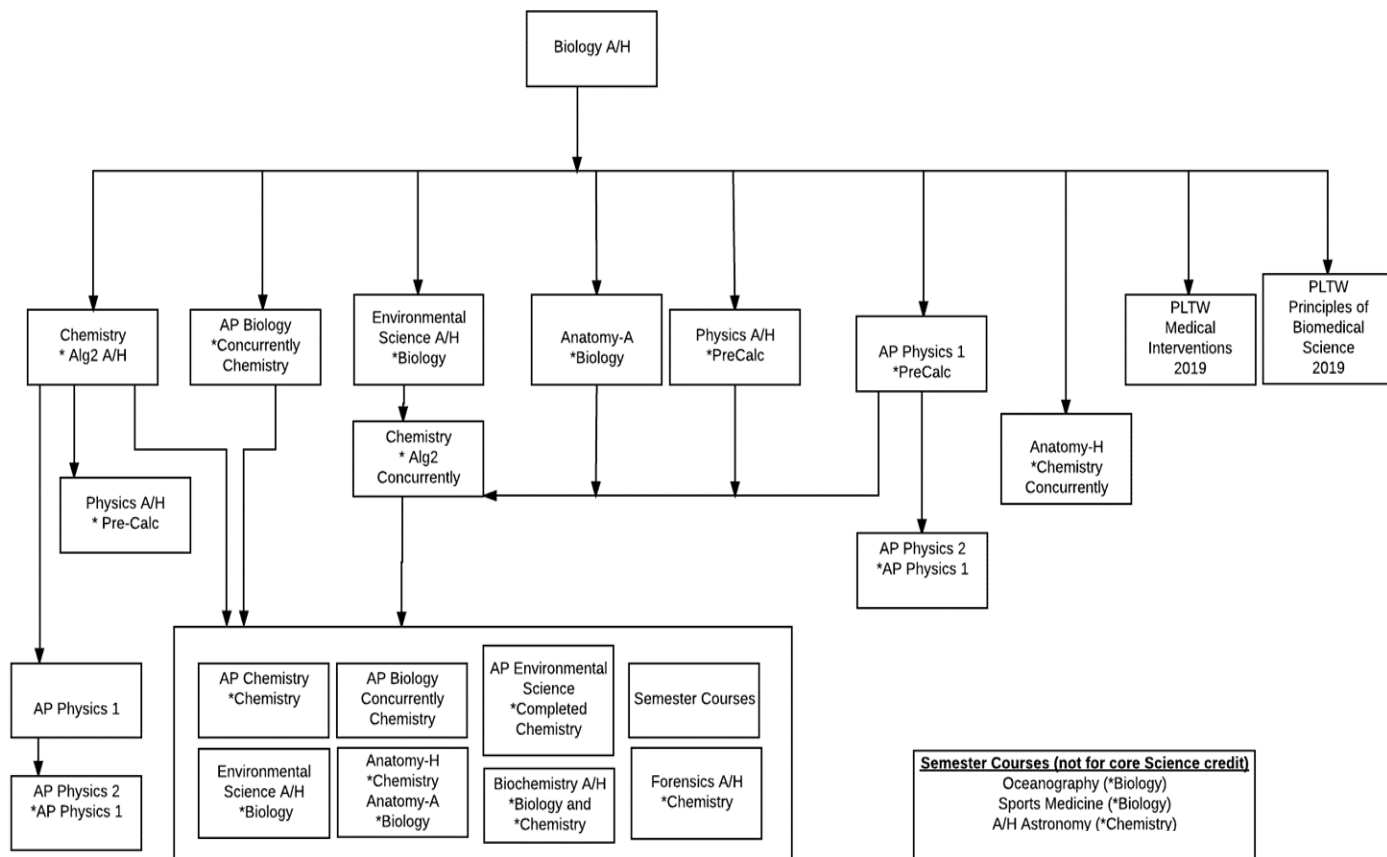 Biology A/H
Chemistry
* Alg2 A/H
AP Biology
*Concurrently
Chemistry
Environmental
Science A/H
*Biology
Anatomy-A
*Biology
Physics A/H
*PreCalc
AP Physics 1
*PreCalc
PLTW
Medical
Interventions
2019
PLTW
Principles of
Biomedical
Science
2019
Chemistry
* Alg2
Concurrently
Anatomy-H
*Chemistry
Concurrently
Physics A/H
* Pre-Calc
AP Physics 2
*AP Physics 1
AP Physics 1
AP Physics 2
*AP Physics 1
AP Chemistry
*Chemistry
AP Biology
Concurrently
Chemistry
AP Environmental
Science
*Completed
Chemistry
Semester Courses
Environmental
Science A/H
*Biology
Anatomy-H
*Chemistry
Anatomy-A
*Biology
Biochemistry A/H
*Biology and
*Chemistry
Forensics A/H
*Chemistry
Semester Courses (not for core Science credit)
Oceanography (*Biology)
Sports Medicine (*Biology)
A/H Astronomy (*Chemistry)